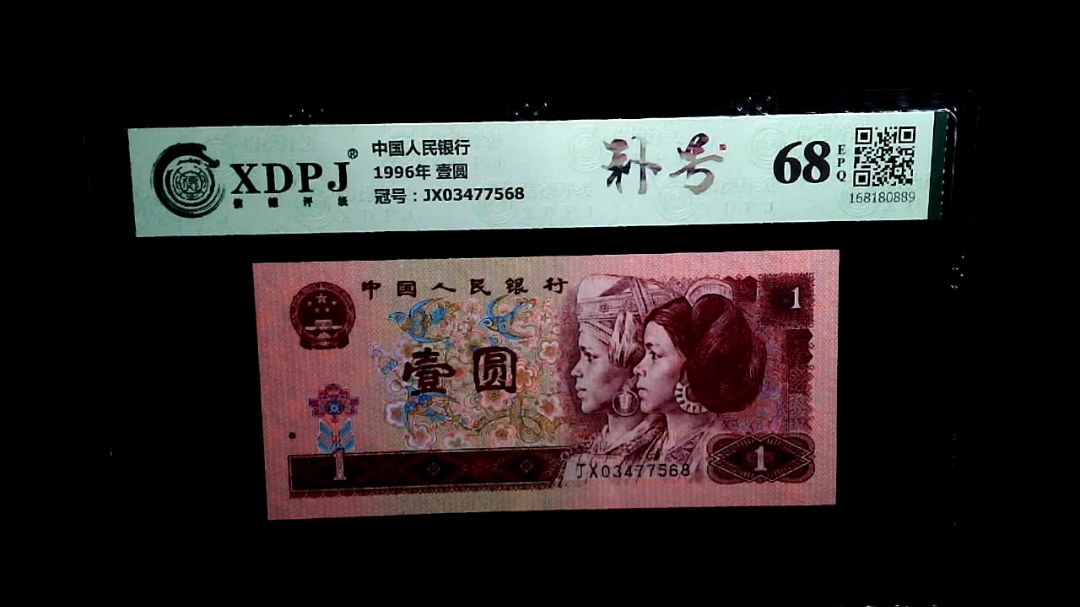 XDPJ®
信德评级
中国人民银行
1996年 壹圆
冠号：JX03477568
补号
68
EPQ
168180889
中国人民银行
1
壹圆
1
JX03477568
1